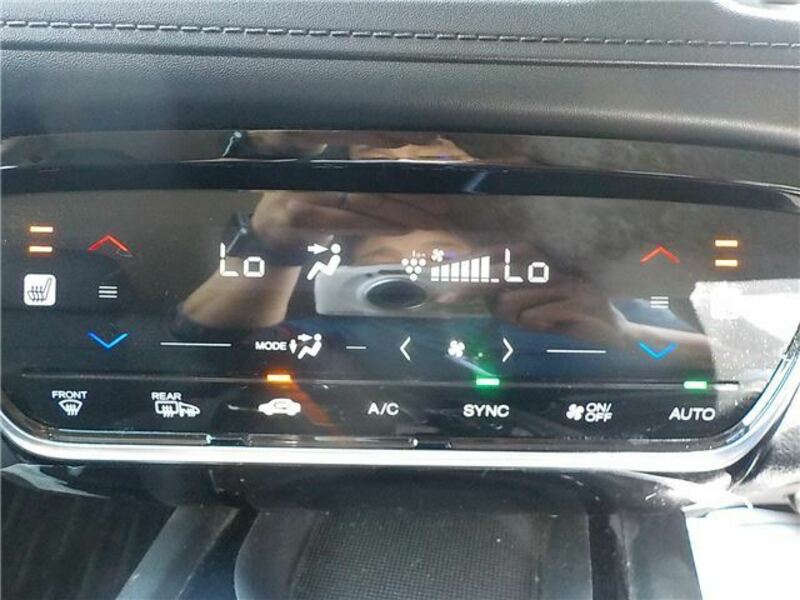 Lo Lo
MODE
FRONT REAR
A/C SYNC ON/
OFF AUTO